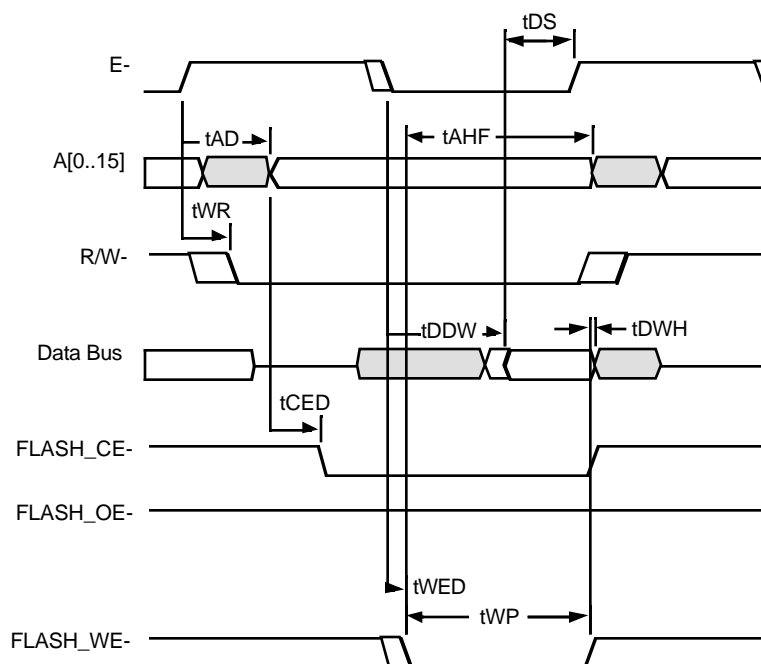 tDS
E-
tAD
tAHF
A[0..15]
tWR
R/W-
tDDW
tDWH
Data Bus
tCED
FLASH_CE-
FLASH_OE-
tWED
tWP
FLASH_WE-